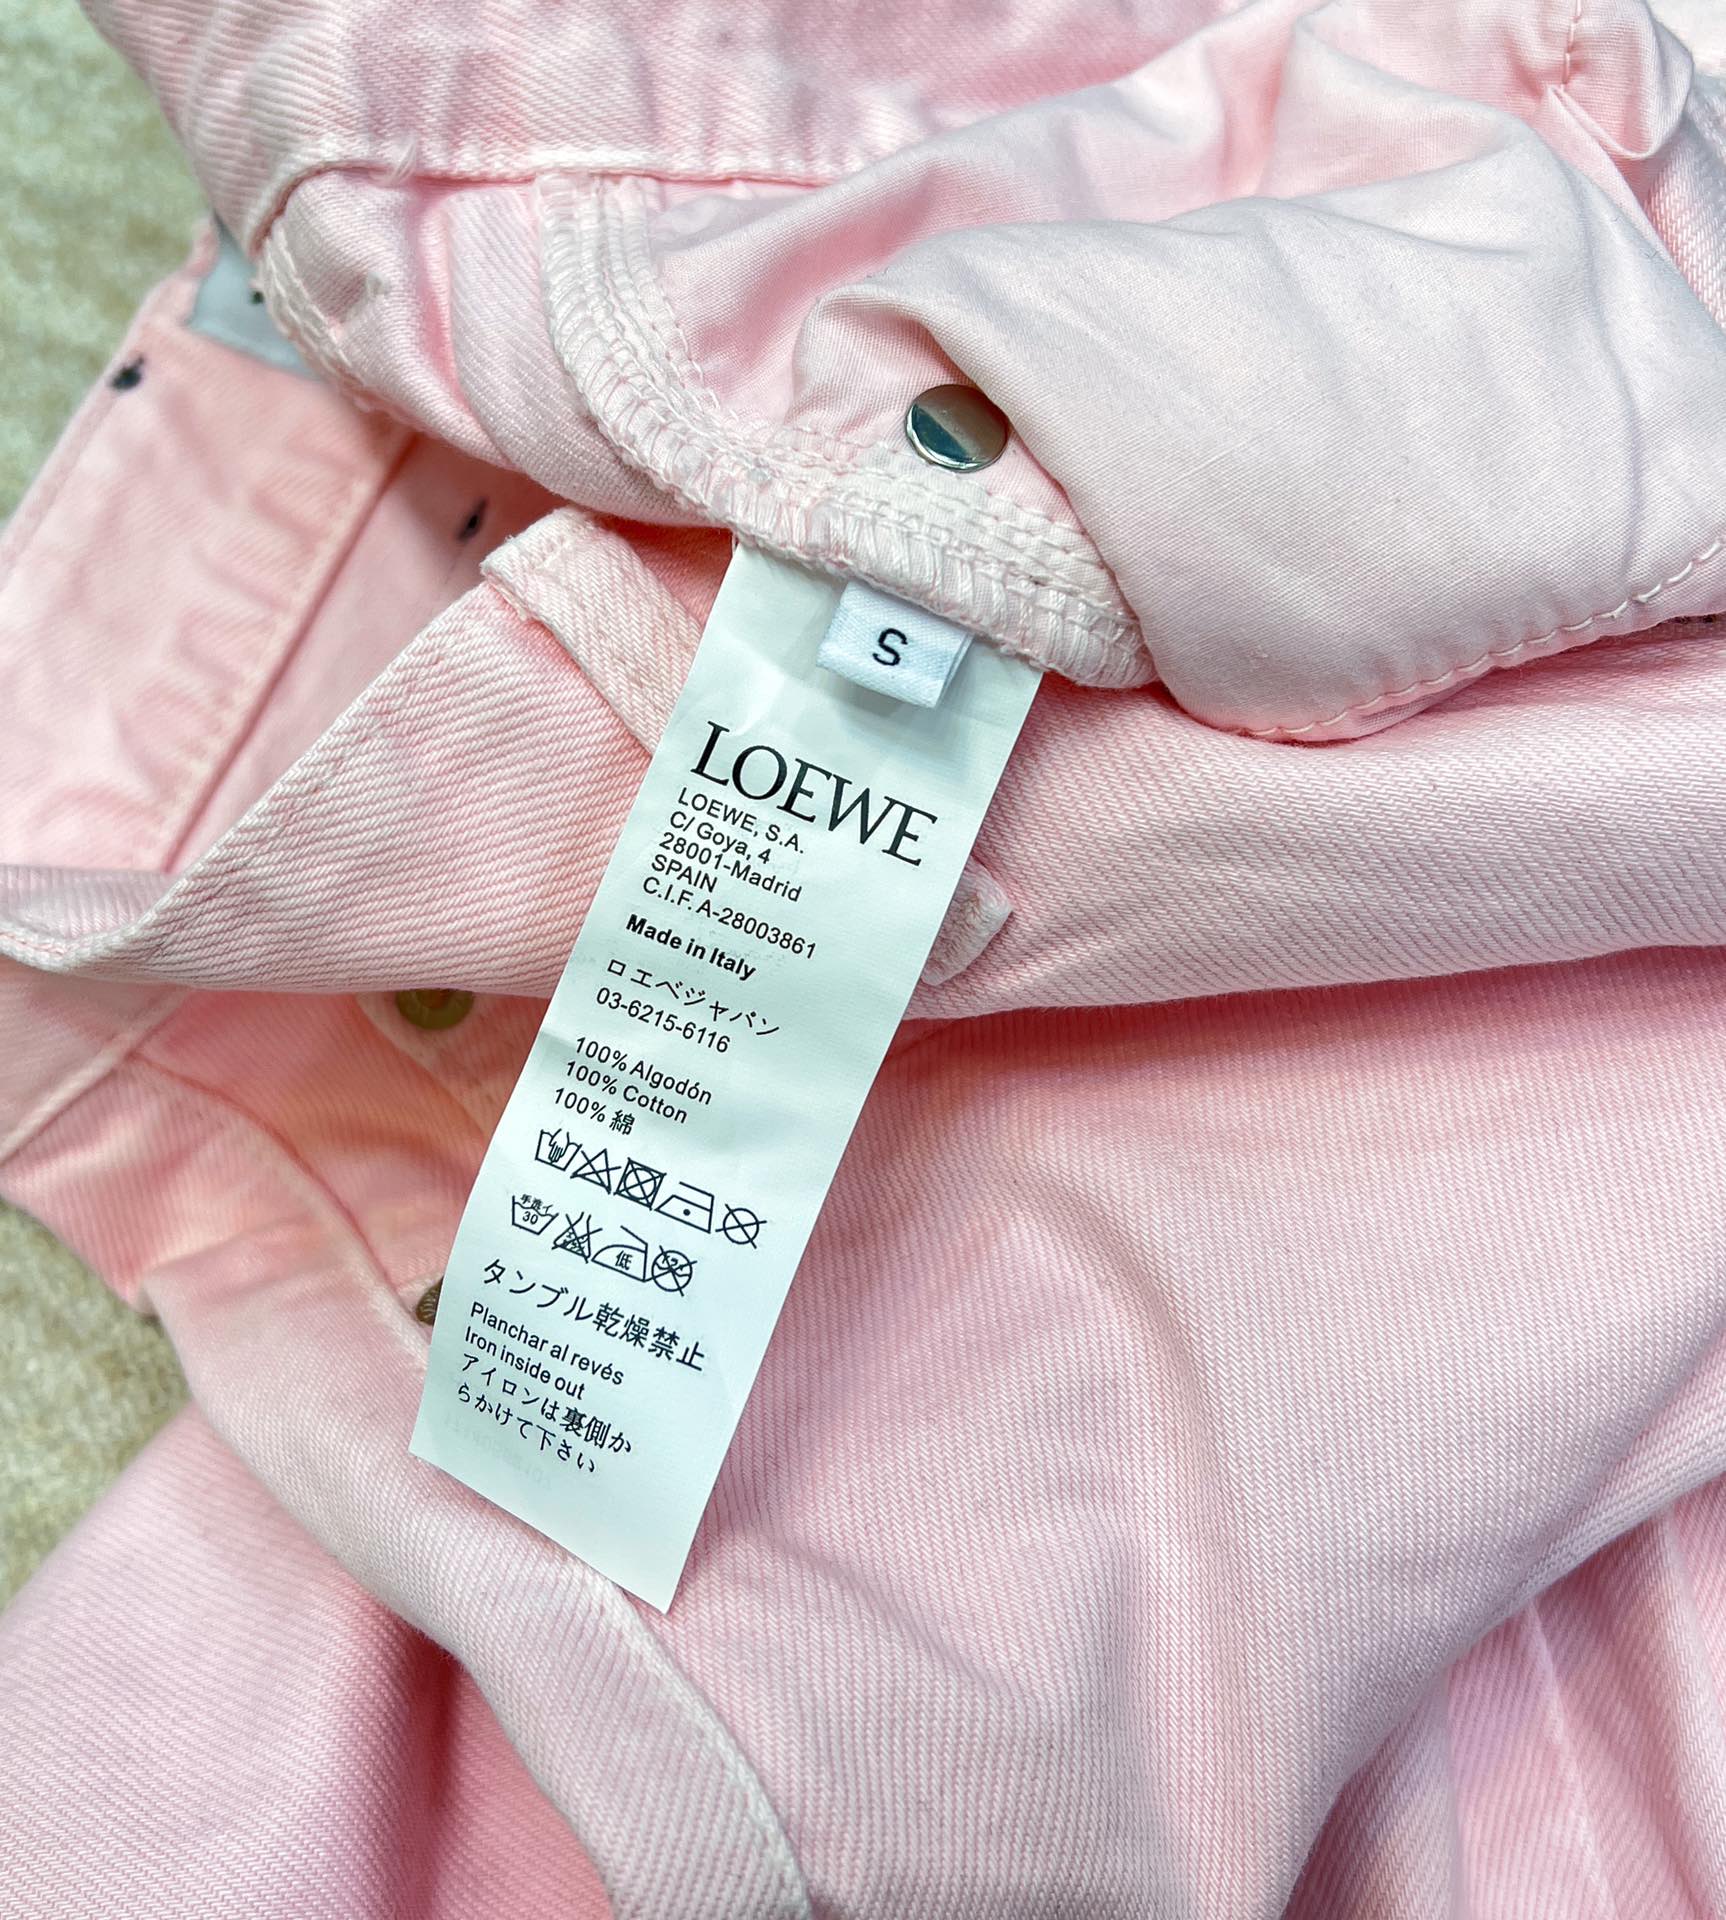 S
LOEWE
LOEWE, S.A.
C/ Goya, 4
28001-Madrid
SPAIN
C.I.F. A-28003861
Made in Italy
ロエベジャパン
03-6215-6116
100% Algodón
100% Cotton
100% 綿
手洗イ
30
低
タンブル乾燥禁止
Planchar al revés
Iron inside out
アイロンは裏側か
らかけて下さい